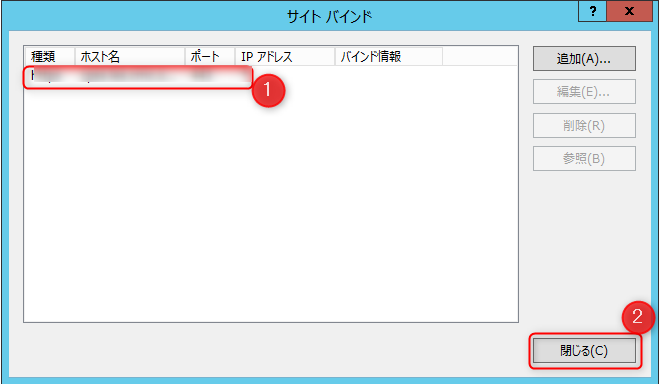 サイト バインド
? x
種類 ホスト名 ポート IP アドレス バインド情報
1
追加(A)...
編集(E)...
削除(R)
参照(B)
2
閉じる(C)